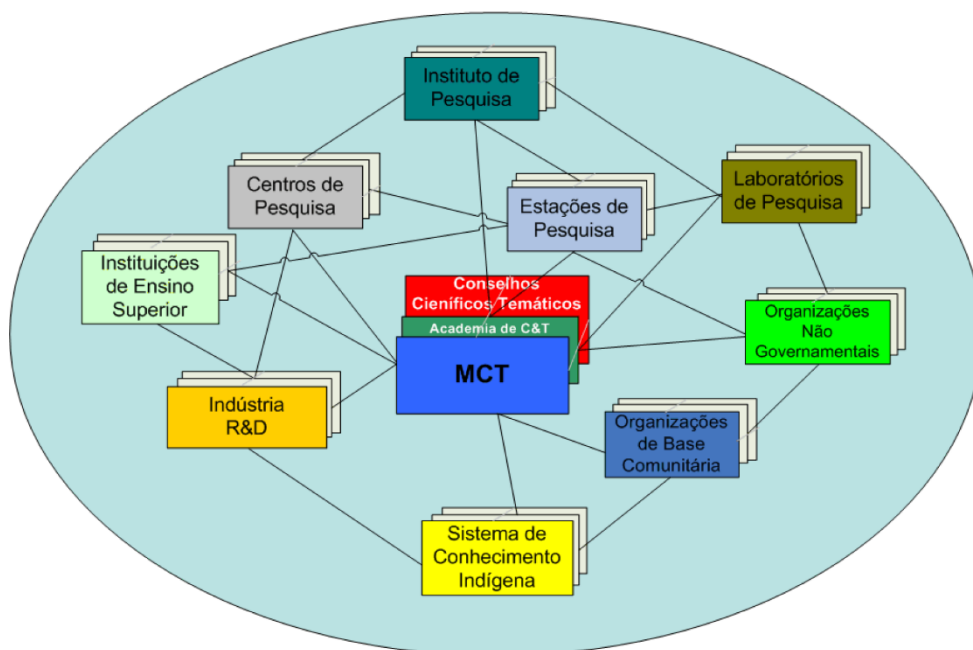 Instituto de
Pesquisa
Centros de
Pesquisa
Estações de
Pesquisa
Laboratórios
de Pesquisa
Instituições
de Ensino
Superior
Conselhos
Científicos Temáticos
Academia de C&T
MCT
Organizações
Não
Governamentais
Indústria
R&D
Organizações
de Base
Comunitária
Sistema de
Conhecimento
Indígena